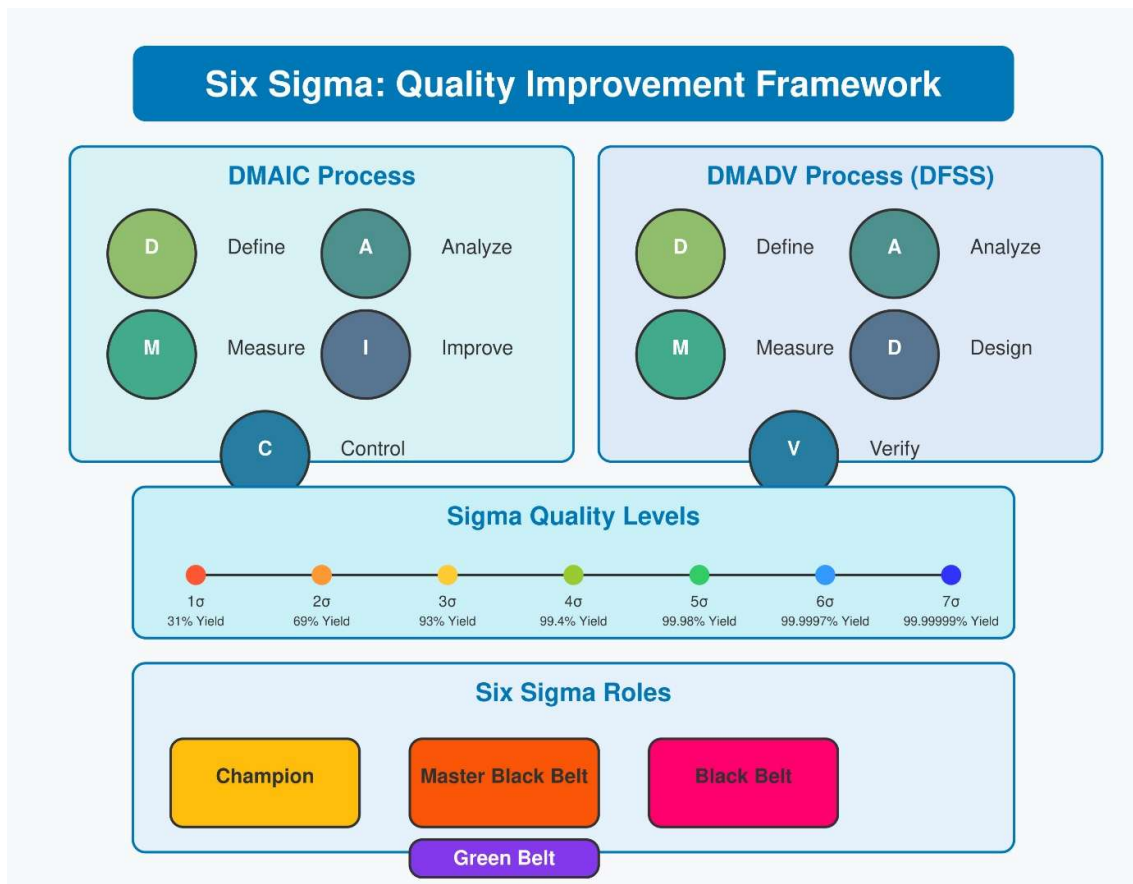 Six Sigma: Quality Improvement Framework
DMAIC Process
D Define A Analyze
M Measure I Improve
C Control
DMADV Process (DFSS)
D Define A Analyze
M Measure D Design
V Verify
Sigma Quality Levels
1σ 2σ 3σ 4σ 5σ 6σ 7σ
31% Yield 69% Yield 93% Yield 99.4% Yield 99.98% Yield 99.9997% Yield 99.99999% Yield
Six Sigma Roles
Champion Master Black Belt Black Belt
Green Belt